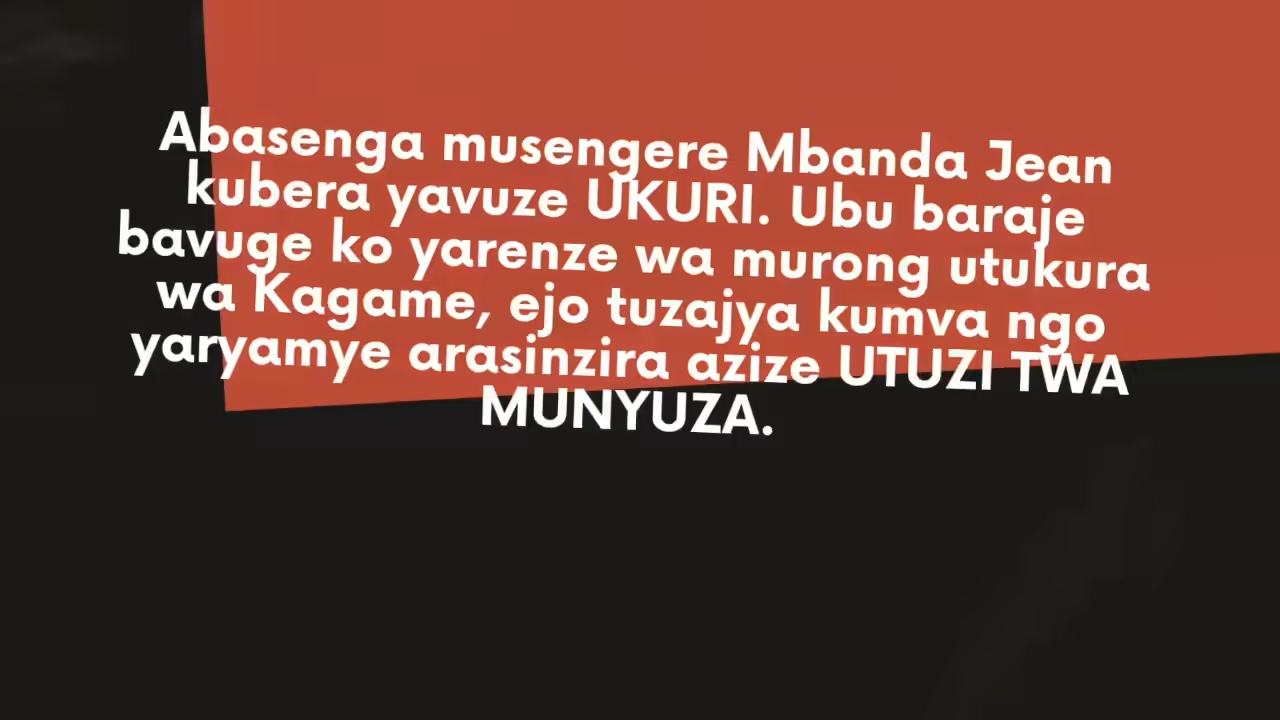 Abasenga musengere Mbanda Jean
kubera yavuze UKURI. Ubu baraje
bavuge ko yarenze wa murong utukura
wa Kagame, ejo tuzajya kumva ngo
yaryamye arasinzira azize UTUZI TWA
MUNYUZA.